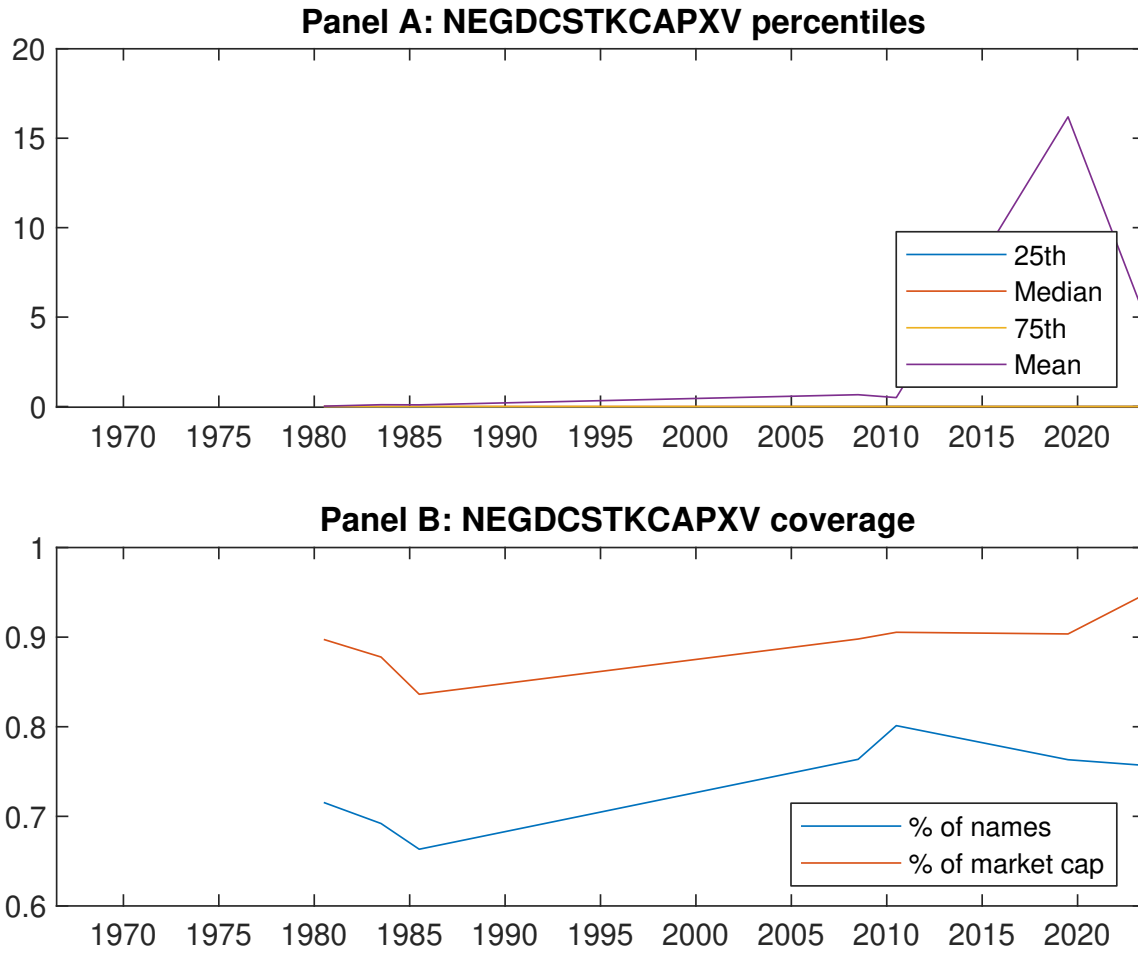 Panel A: NEGDCSTKCAPXV percentiles
20
15
10
5
0
25th
Median
75th
Mean
1970 1975 1980 1985 1990 1995 2000 2005 2010 2015 2020
Panel B: NEGDCSTKCAPXV coverage
1
0.9
0.8
0.7
0.6
% of names
% of market cap
1970 1975 1980 1985 1990 1995 2000 2005 2010 2015 2020